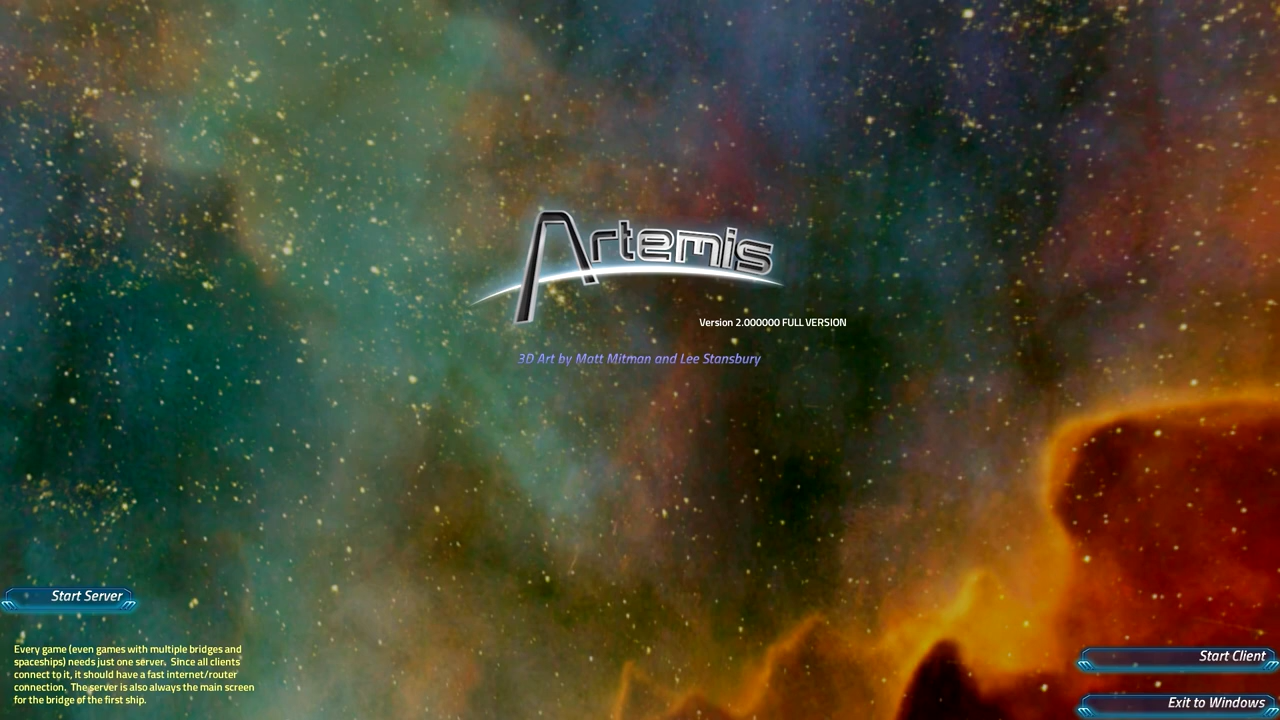 Artemis
Version 2.000000 FULL VERSION
3D Art by Matt Mitman and Lee Stansbury
Start Server
Every game (even games with multiple bridges and
spaceships) needs just one server.  Since all clients
connect to it, it should have a fast internet/router
connection.  The server is also always the main screen
for the bridge of the first ship.
Start Client
Exit to Windows